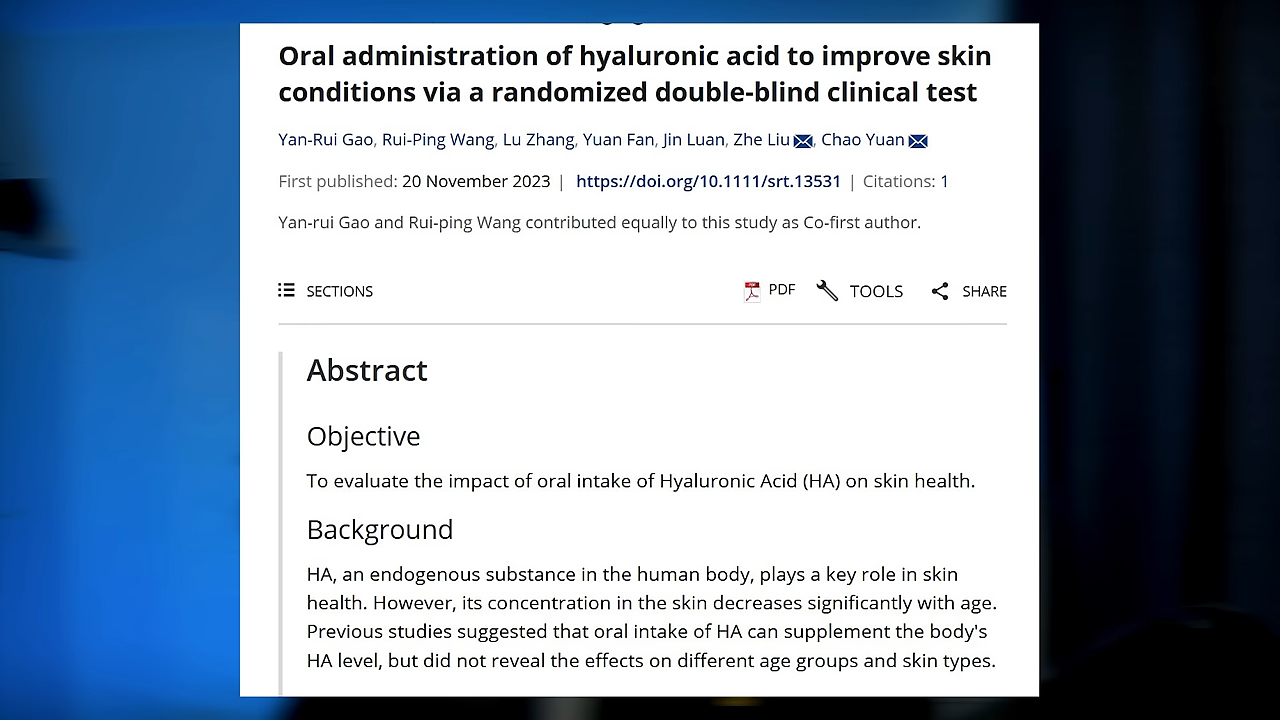 Oral administration of hyaluronic acid to improve skin
conditions via a randomized double-blind clinical test
Yan-Rui Gao, Rui-Ping Wang, Lu Zhang, Yuan Fan, Jin Luan, Zhe Liu, Chao Yuan
First published: 20 November 2023 | https://doi.org/10.1111/srt.13531 | Citations: 1
Yan-rui Gao and Rui-ping Wang contributed equally to this study as Co-first author.
SECTIONS PDF TOOLS SHARE
Abstract
Objective
To evaluate the impact of oral intake of Hyaluronic Acid (HA) on skin health.
Background
HA, an endogenous substance in the human body, plays a key role in skin
health. However, its concentration in the skin decreases significantly with age.
Previous studies suggested that oral intake of HA can supplement the body's
HA level, but did not reveal the effects on different age groups and skin types.